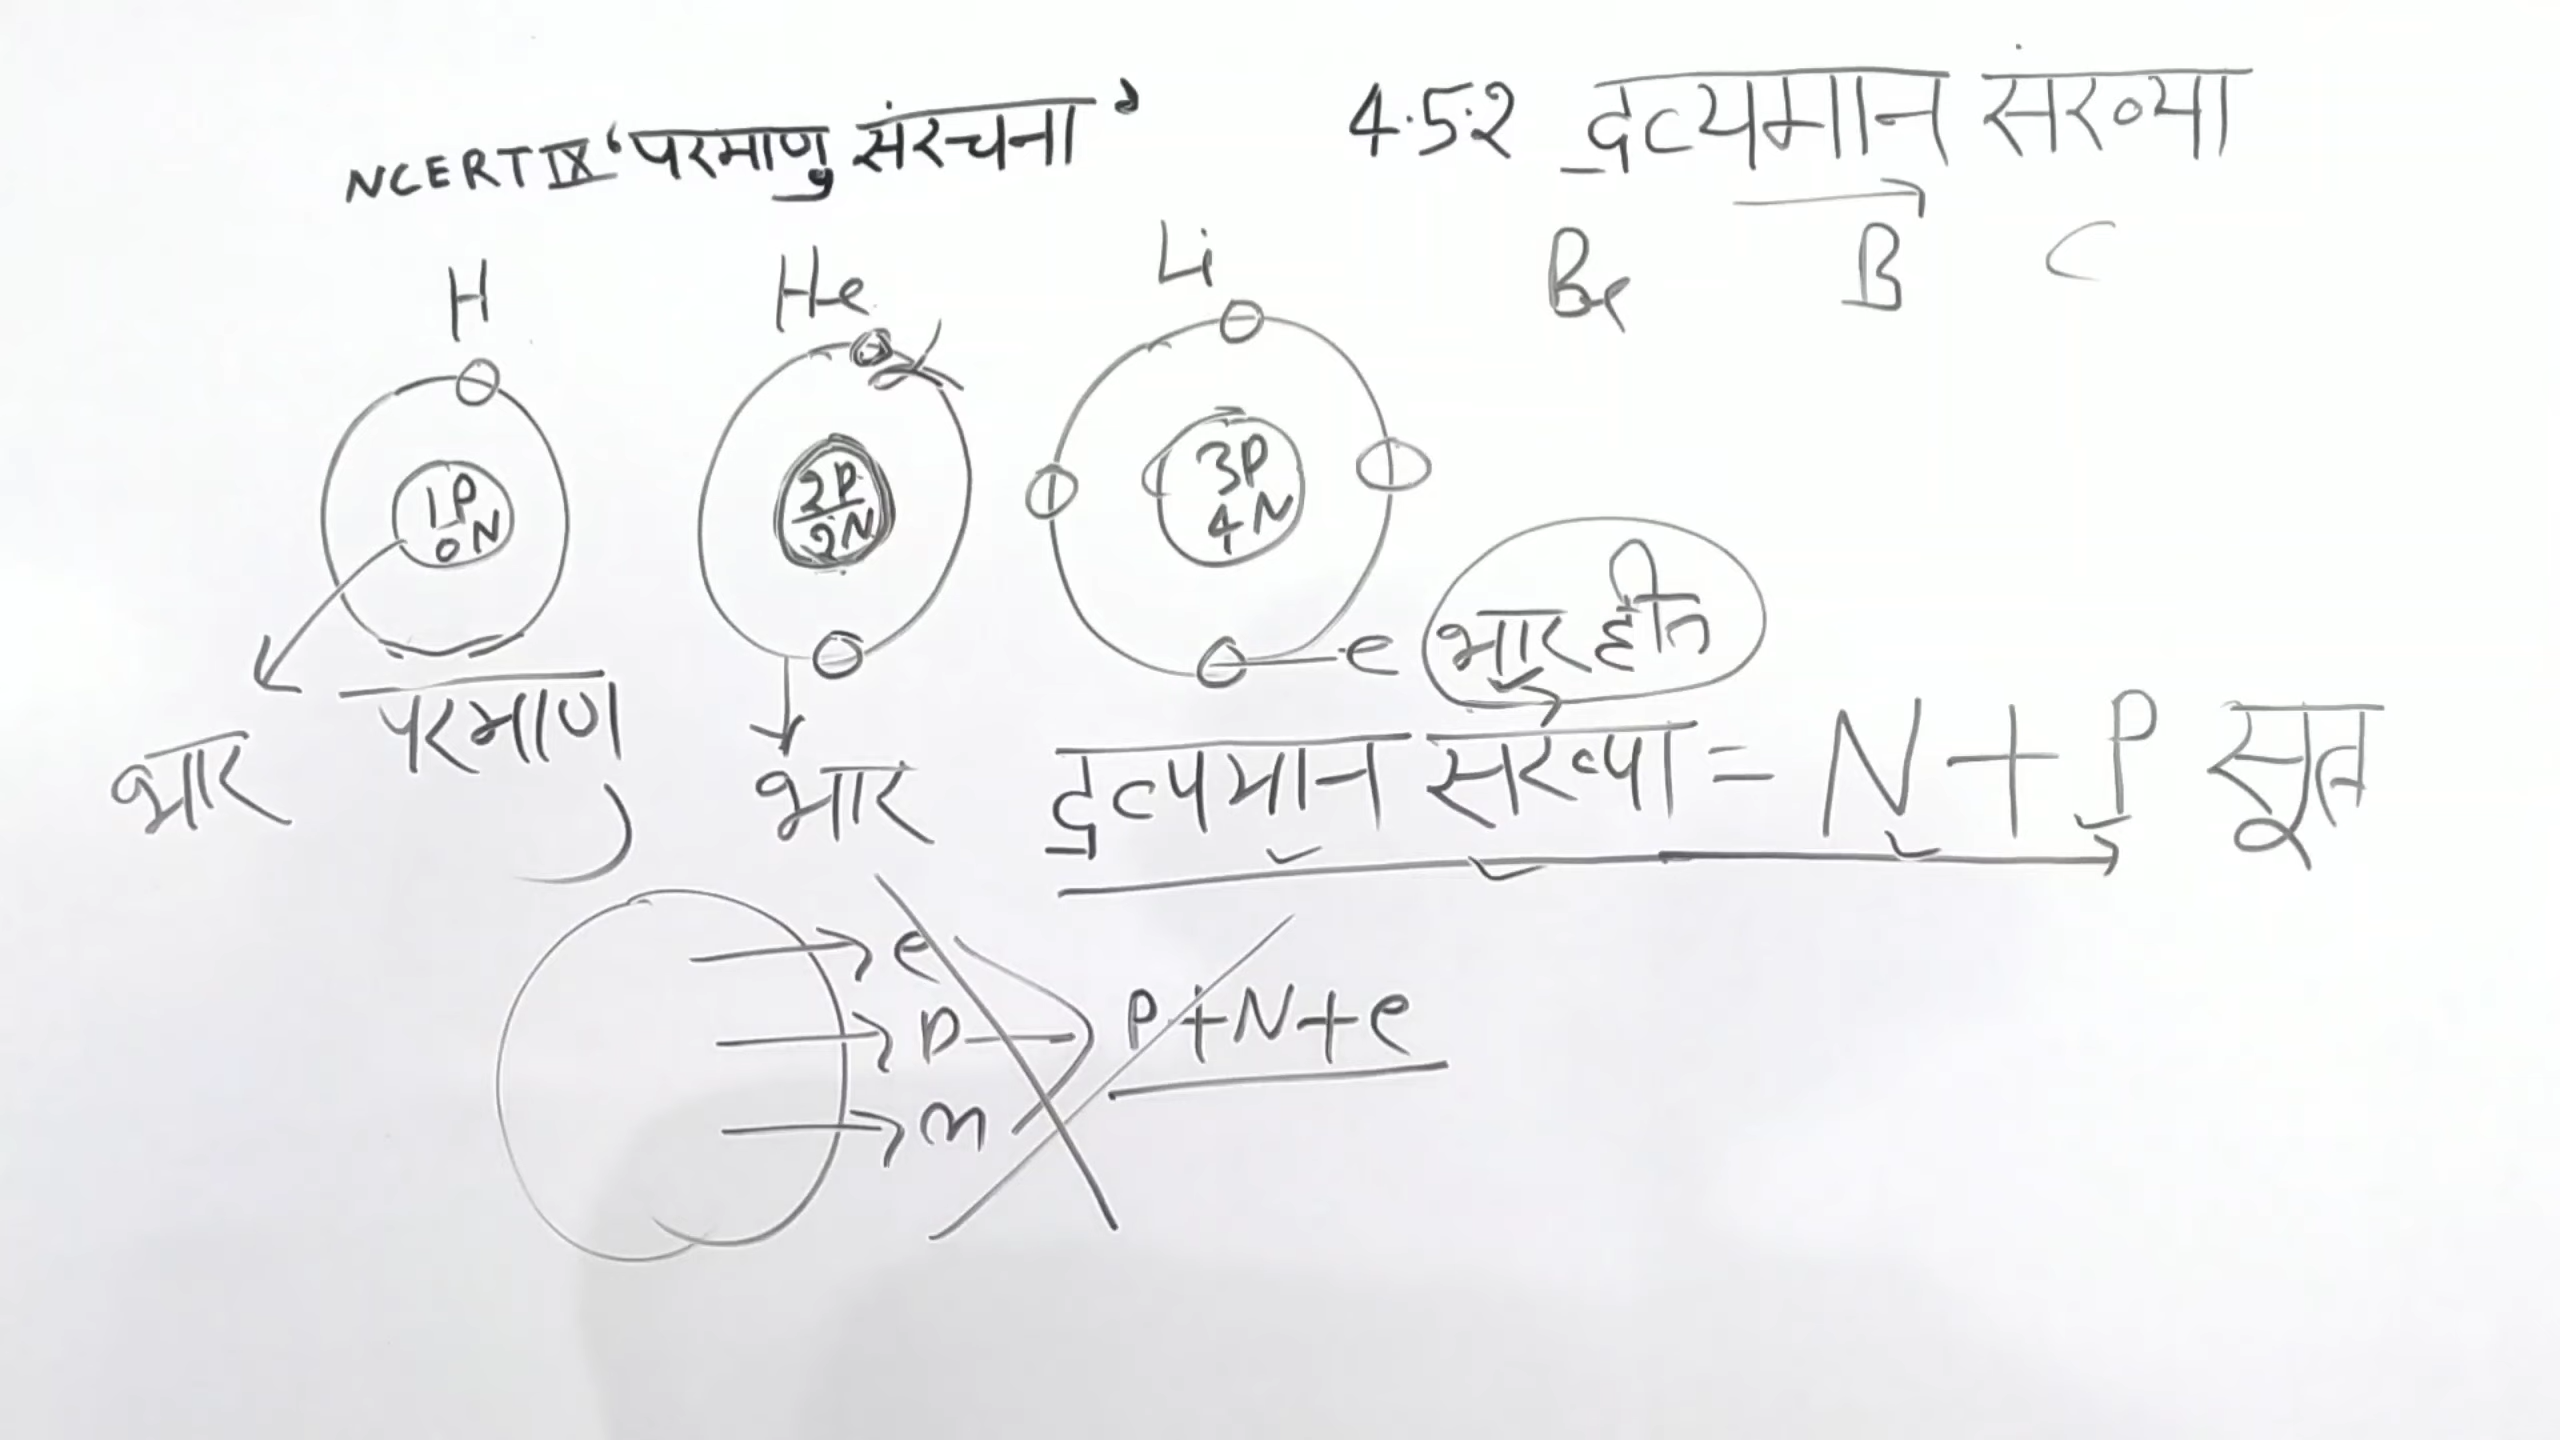 NCERT IX ‘परमाणु संरचना’
4.5.2 द्रव्यमान संख्या
H He Li Be B C
1P
0N
2P
2N
3P
4N
e भारहीन
भार परमाणु भार
द्रव्यमान संख्या = N + P सूत्र
e
p
n
P+N+e